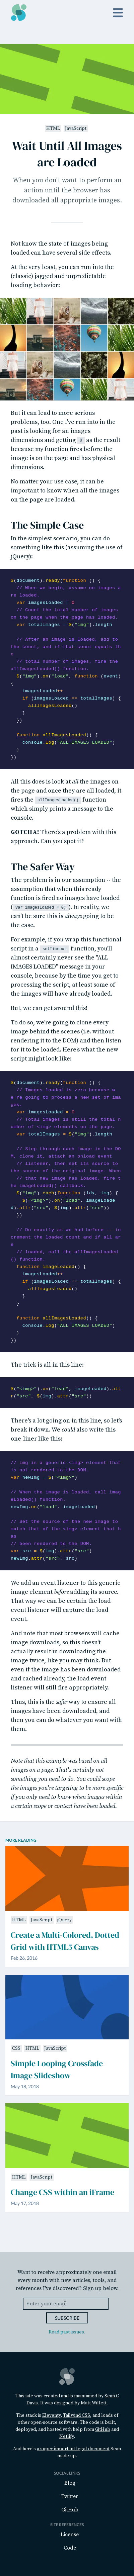 HTML JavaScript
Wait Until All Images
are Loaded
When you don't want to perform an
action until the browser has
downloaded all appropriate images.
Not know the state of images being
loaded can have several side effects.
At the very least, you can run into the
(classic) jagged and unpredictable
loading behavior:
But it can lead to more serious
problems, too. One I've run into in the
past is looking for an images
dimensions and getting 0 as the result
because my function fires before the
image is on the page and has physical
dimensions.
No matter your use case, it can be
important to know when all the images
on the page are loaded.
The Simple Case
In the simplest scenario, you can do
something like this (assuming the use of
jQuery):
$(document).ready(function () {
// When we begin, assume no images a
re loaded.
var imagesLoaded = 0
// Count the total number of images
on the page when the page has loaded.
var totalImages = $("img").length
// After an image is loaded, add to
the count, and if that count equals th
e
// total number of images, fire the
allImagesLoaded() function.
$("img").on("load", function (event)
{
imagesLoaded++
if (imagesLoaded == totalImages) {
allImagesLoaded()
}
})
function allImagesLoaded() {
console.log("ALL IMAGES LOADED")
}
})
All this does is look at all the images on
the page and once they are all loaded, it
fires the allImagesLoaded() function
which simply prints a message to the
console.
GOTCHA! There's a problem with this
approach. Can you spot it?
The Safer Way
The problem is in one assumption -- the
assumption that when this function
begins there have been no images loaded
( var imagesLoaded = 0; ). In reality, we
can't be sure this is always going to be
the case.
For example, if you wrap this functional
script in a setTimeout function, you'll
almost certainly never see the "ALL
IMAGES LOADED" message in your
console, because by the time you get to
processing the script, at least one of
the images will have already loaded.
But, we can get around this!
To do so, we're going to clone every
image behind the scenes (i.e. without
rendering it to the DOM) and then listen
for it to be loaded. Here's what our new
script might look like:
$(document).ready(function () {
// Images loaded is zero because w
e're going to process a new set of ima
ges.
var imagesLoaded = 0
// Total images is still the total n
umber of <img> elements on the page.
var totalImages = $("img").length
// Step through each image in the DO
M, clone it, attach an onload event
// listener, then set its source to
the source of the original image. When
// that new image has loaded, fire t
he imageLoaded() callback.
$("img").each(function (idx, img) {
$("<img>").on("load", imageLoade
d).attr("src", $(img).attr("src"))
})
// Do exactly as we had before -- in
crement the loaded count and if all ar
e
// loaded, call the allImagesLoaded
() function.
function imageLoaded() {
imagesLoaded++
if (imagesLoaded == totalImages) {
allImagesLoaded()
}
}
function allImagesLoaded() {
console.log("ALL IMAGES LOADED")
}
})
The trick is all in this line:
$("<img>").on("load", imageLoaded).att
r("src", $(img).attr("src"))
There's a lot going on in this line, so let's
break it down. We could also write this
one-liner like this:
// img is a generic <img> element that
is not rendered to the DOM.
var newImg = $("<img>")
// When the image is loaded, call imag
eLoaded() function:
newImg.on("load", imageLoaded)
// Set the source of the new image to
match that of the <img> element that h
as
// been rendered to the DOM.
var src = $(img).attr("src")
newImg.attr("src", src)
We add an event listener to this generic
image element before adding its source.
That way we can be certain the load
event listener will capture the load
event.
And note that most browsers will cache
image downloads, so this doesn't
actually result in downloading the
image twice, like you may think. But
even if the image has been downloaded
and cached already, the load event
listener will still fire appropriately.
Thus, this is the safer way to ensure all
your images have been downloaded, and
then you can do whatever you want with
them.
Note that this example was based on all
images on a page. That's certainly not
something you need to do. You could scope
the images you're targeting to me more specific
if you only need to know when images within
a certain scope or context have been loaded.
MORE READING
HTML JavaScript jQuery
Create a Multi-Colored, Dotted
Grid with HTML5 Canvas
Feb 26, 2016
CSS HTML JavaScript
Simple Looping Crossfade
Image Slideshow
May 18, 2018
HTML JavaScript
Change CSS within an iFrame
May 17, 2018
Want to receive approximately one email
every month with new articles, tools, and
references I've discovered? Sign up below.
Enter your email
SUBSCRIBE
Read past issues.
This site was created and is maintained by Sean C
Davis. It was designed by Matt Willett.
The stack is Eleventy, Tailwind CSS, and loads of
other open-source software. The code is built,
deployed, and hosted with help from GitHub and
Netlify.
And here's a super important legal document Sean
made up.
SOCIAL LINKS
Blog
Twitter
GitHub
SITE REFERENCES
License
Code